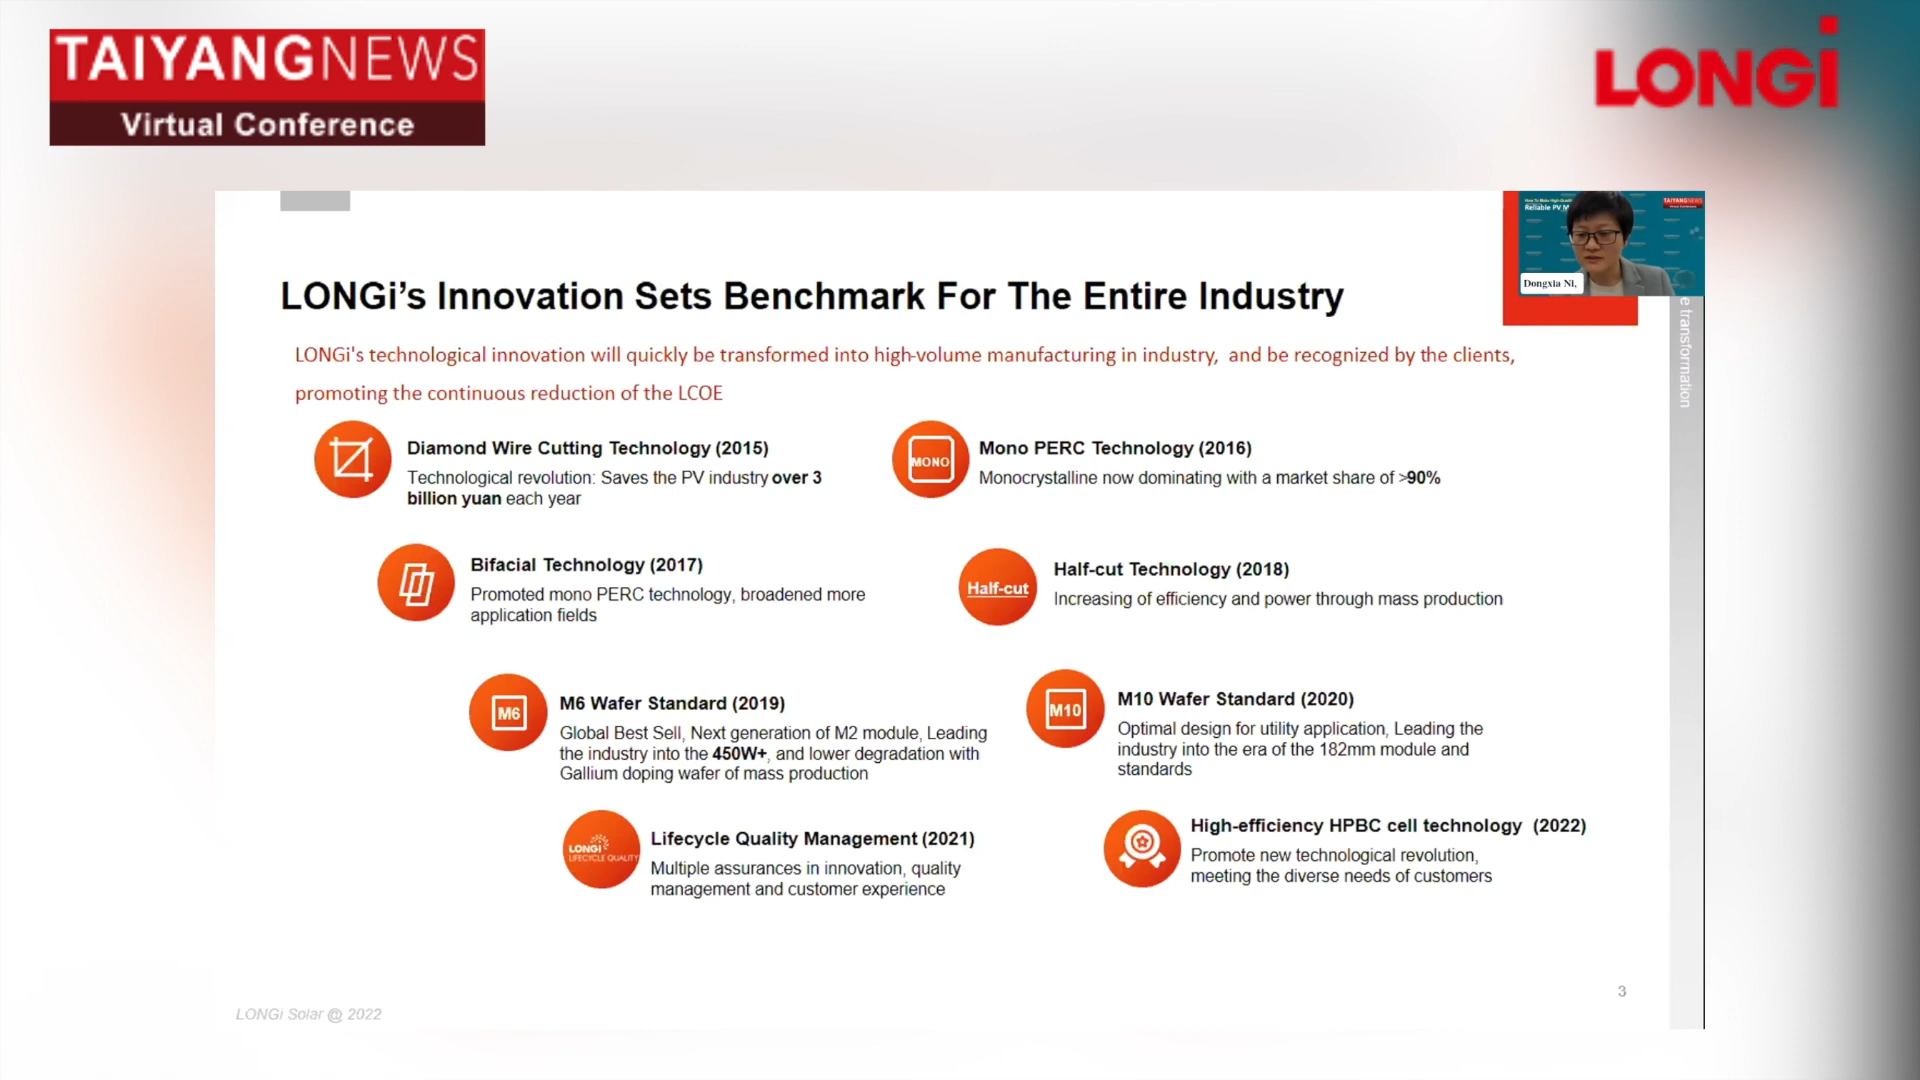 TAIYANGNEWS
Virtual Conference
LONGi
LONGi’s Innovation Sets Benchmark For The Entire Industry
Reliable PV M
TAIYANGNEWS
Dongxia Ni,
e transformation
LONGi's technological innovation will quickly be transformed into high-volume manufacturing in industry, and be recognized by the clients,
promoting the continuous reduction of the LCOE
Diamond Wire Cutting Technology (2015)
Technological revolution: Saves the PV industry over 3
billion yuan each year
MONO
Mono PERC Technology (2016)
Monocrystalline now dominating with a market share of >90%
Bifacial Technology (2017)
Promoted mono PERC technology, broadened more
application fields
Half-cut
Half-cut Technology (2018)
Increasing of efficiency and power through mass production
M6
M6 Wafer Standard (2019)
Global Best Sell, Next generation of M2 module, Leading
the industry into the 450W+, and lower degradation with
Gallium doping wafer of mass production
M10
M10 Wafer Standard (2020)
Optimal design for utility application, Leading the
industry into the era of the 182mm module and
standards
LONGi
LIFECYCLE QUALITY
Lifecycle Quality Management (2021)
Multiple assurances in innovation, quality
management and customer experience
High-efficiency HPBC cell technology (2022)
Promote new technological revolution,
meeting the diverse needs of customers
3
LONGi Solar @ 2022